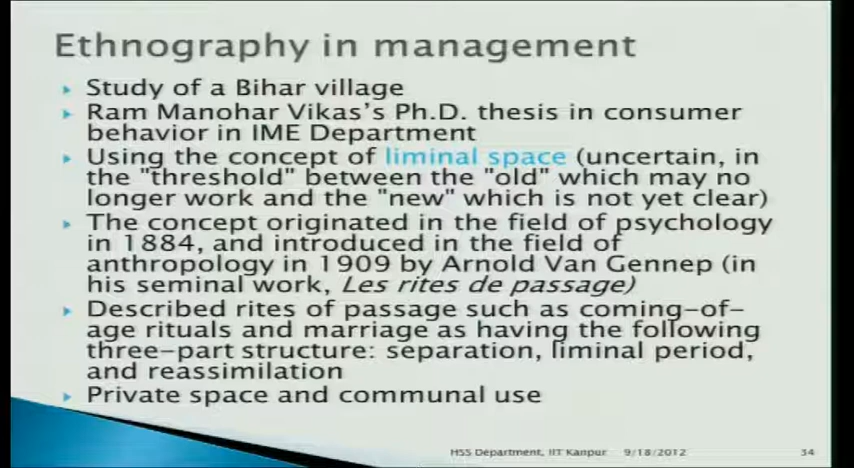 Ethnography in management
Study of a Bihar village
Ram Manohar Vikas's Ph.D. thesis in consumer
behavior in IME Department
Using the concept of liminal space (uncertain, in
the "threshold" between the "old" which may no
longer work and the "new" which is not yet clear)
The concept originated in the field of psychology
in 1884, and introduced in the field of
anthropology in 1909 by Arnold Van Gennep (in
his seminal work, Les rites de passage)
Described rites of passage such as coming-of-
age rituals and marriage as having the following
three-part structure: separation, liminal period,
and reassimilation
Private space and communal use
HSS Department, IIT Kanpur 9/18/2012 34